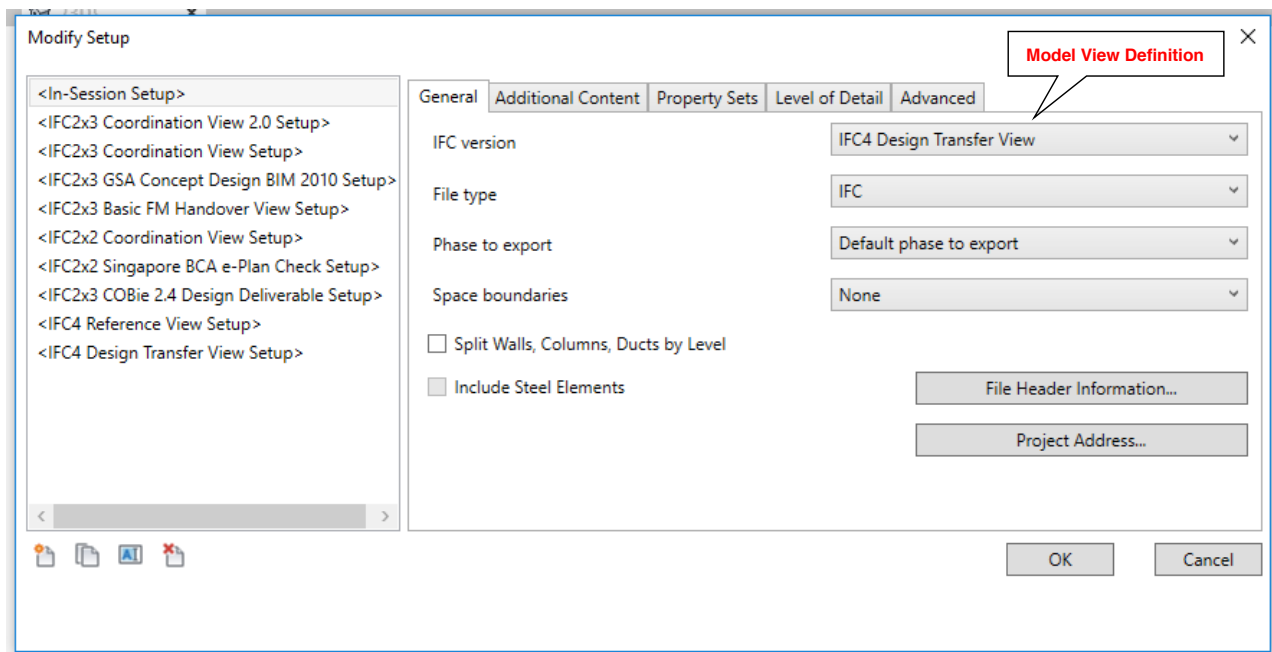 Modify Setup
Model View Definition
<In-Session Setup>
<IFC2x3 Coordination View 2.0 Setup>
<IFC2x3 Coordination View Setup>
<IFC2x3 GSA Concept Design BIM 2010 Setup>
<IFC2x3 Basic FM Handover View Setup>
<IFC2x2 Coordination View Setup>
<IFC2x2 Singapore BCA e-Plan Check Setup>
<IFC2x3 COBie 2.4 Design Deliverable Setup>
<IFC4 Reference View Setup>
<IFC4 Design Transfer View Setup>
General Additional Content Property Sets Level of Detail Advanced
IFC version IFC4 Design Transfer View
File type IFC
Phase to export Default phase to export
Space boundaries None
Split Walls, Columns, Ducts by Level
Include Steel Elements
File Header Information...
Project Address...
AI
OK Cancel